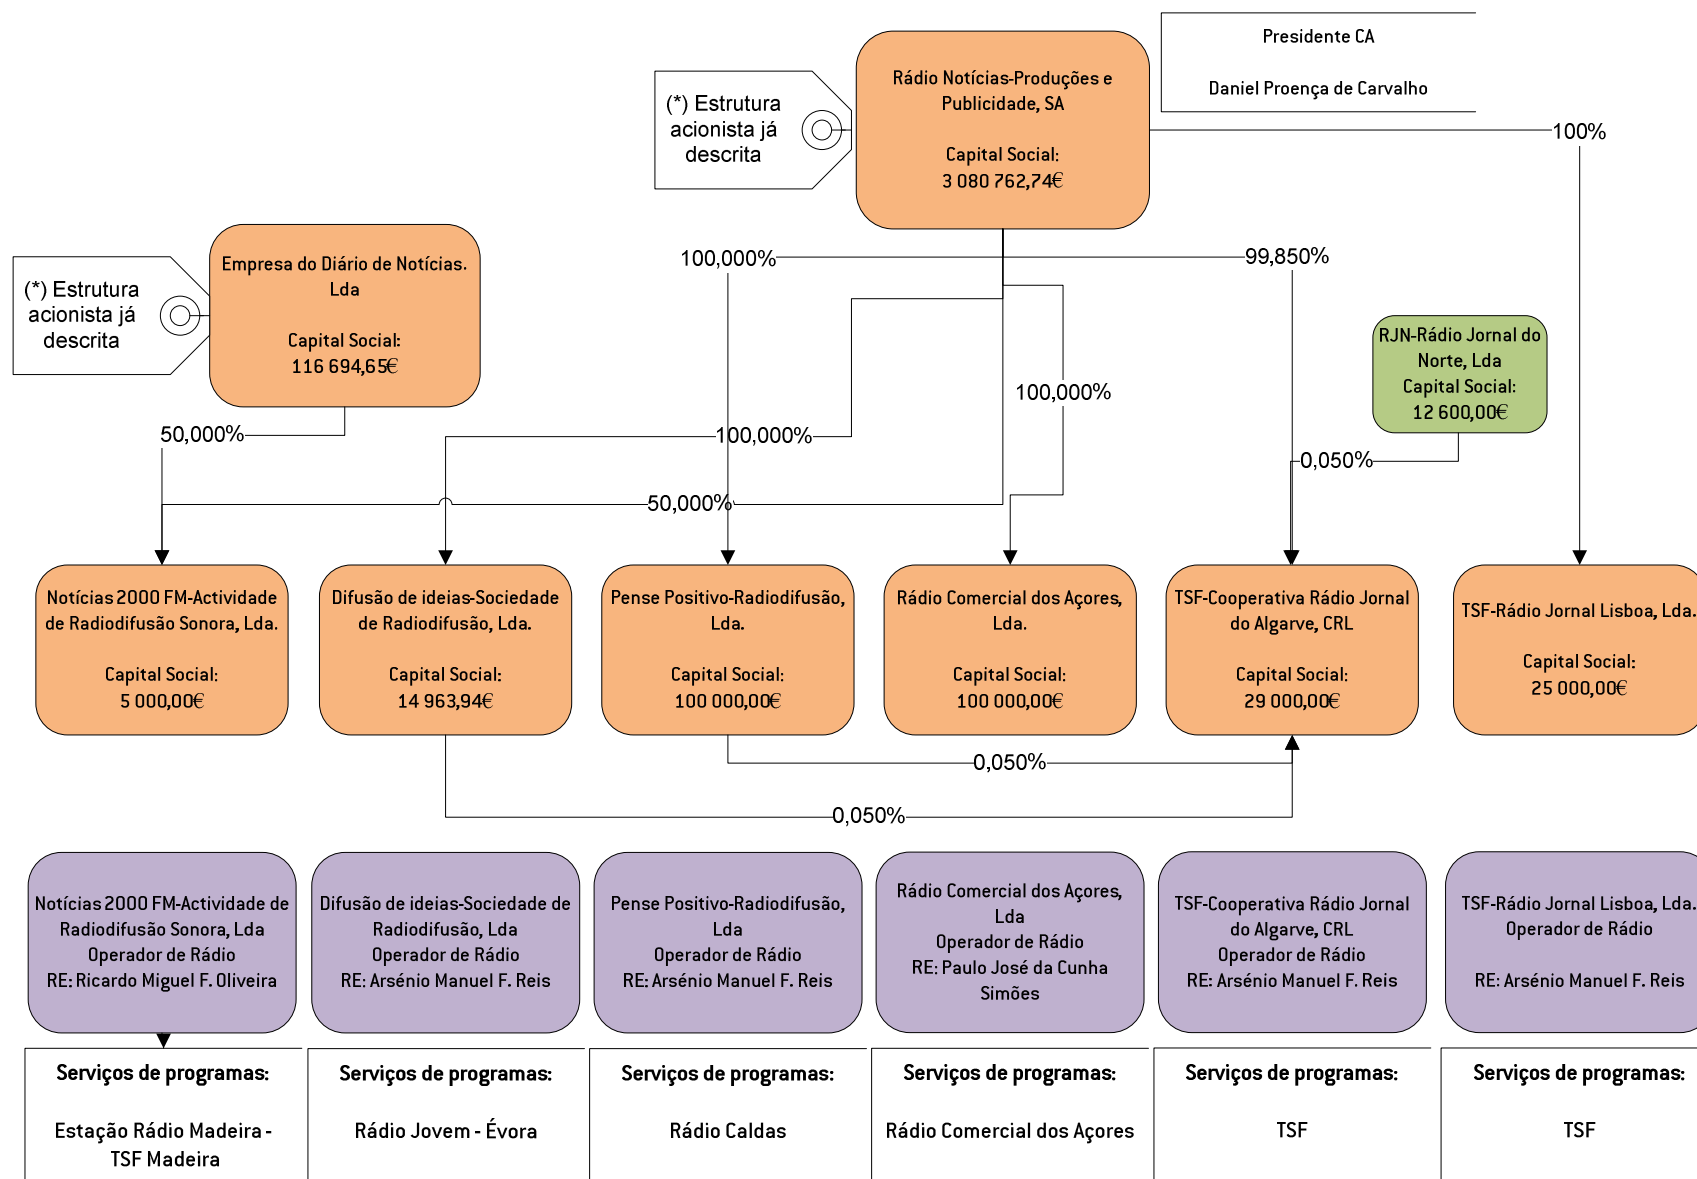 Presidente CA
Daniel Proença de Carvalho
(*) Estrutura
acionista já
descrita
Rádio Notícias-Produções e
Publicidade, SA
Capital Social:
3 080 762,74€
100%
(*) Estrutura
acionista já
descrita
Empresa do Diário de Notícias.
Lda
Capital Social:
116 694,65€
100,000%
99,850%
RJN-Rádio Jornal do
Norte, Lda
Capital Social:
12 600,00€
100,000%
50,000%
100,000%
0,050%
50,000%
Notícias 2000 FM-Actividade
de Radiodifusão Sonora, Lda.
Capital Social:
5 000,00€
Difusão de ideias-Sociedade
de Radiodifusão, Lda.
Capital Social:
14 963,94€
Pense Positivo-Radiodifusão,
Lda.
Capital Social:
100 000,00€
Rádio Comercial dos Açores,
Lda.
Capital Social:
100 000,00€
TSF-Cooperativa Rádio Jornal
do Algarve, CRL
Capital Social:
29 000,00€
TSF-Rádio Jornal Lisboa, Lda.
Capital Social:
25 000,00€
0,050%
0,050%
Notícias 2000 FM-Actividade de
Radiodifusão Sonora, Lda
Operador de Rádio
RE: Ricardo Miguel F. Oliveira
Difusão de ideias-Sociedade de
Radiodifusão, Lda
Operador de Rádio
RE: Arsénio Manuel F. Reis
Pense Positivo-Radiodifusão,
Lda
Operador de Rádio
RE: Arsénio Manuel F. Reis
Rádio Comercial dos Açores,
Lda
Operador de Rádio
RE: Paulo José da Cunha
Simões
TSF-Cooperativa Rádio Jornal
do Algarve, CRL
Operador de Rádio
RE: Arsénio Manuel F. Reis
TSF-Rádio Jornal Lisboa, Lda.
Operador de Rádio
RE: Arsénio Manuel F. Reis
Serviços de programas:
Estação Rádio Madeira -
TSF Madeira
Serviços de programas:
Rádio Jovem - Évora
Serviços de programas:
Rádio Caldas
Serviços de programas:
Rádio Comercial dos Açores
Serviços de programas:
TSF
Serviços de programas:
TSF